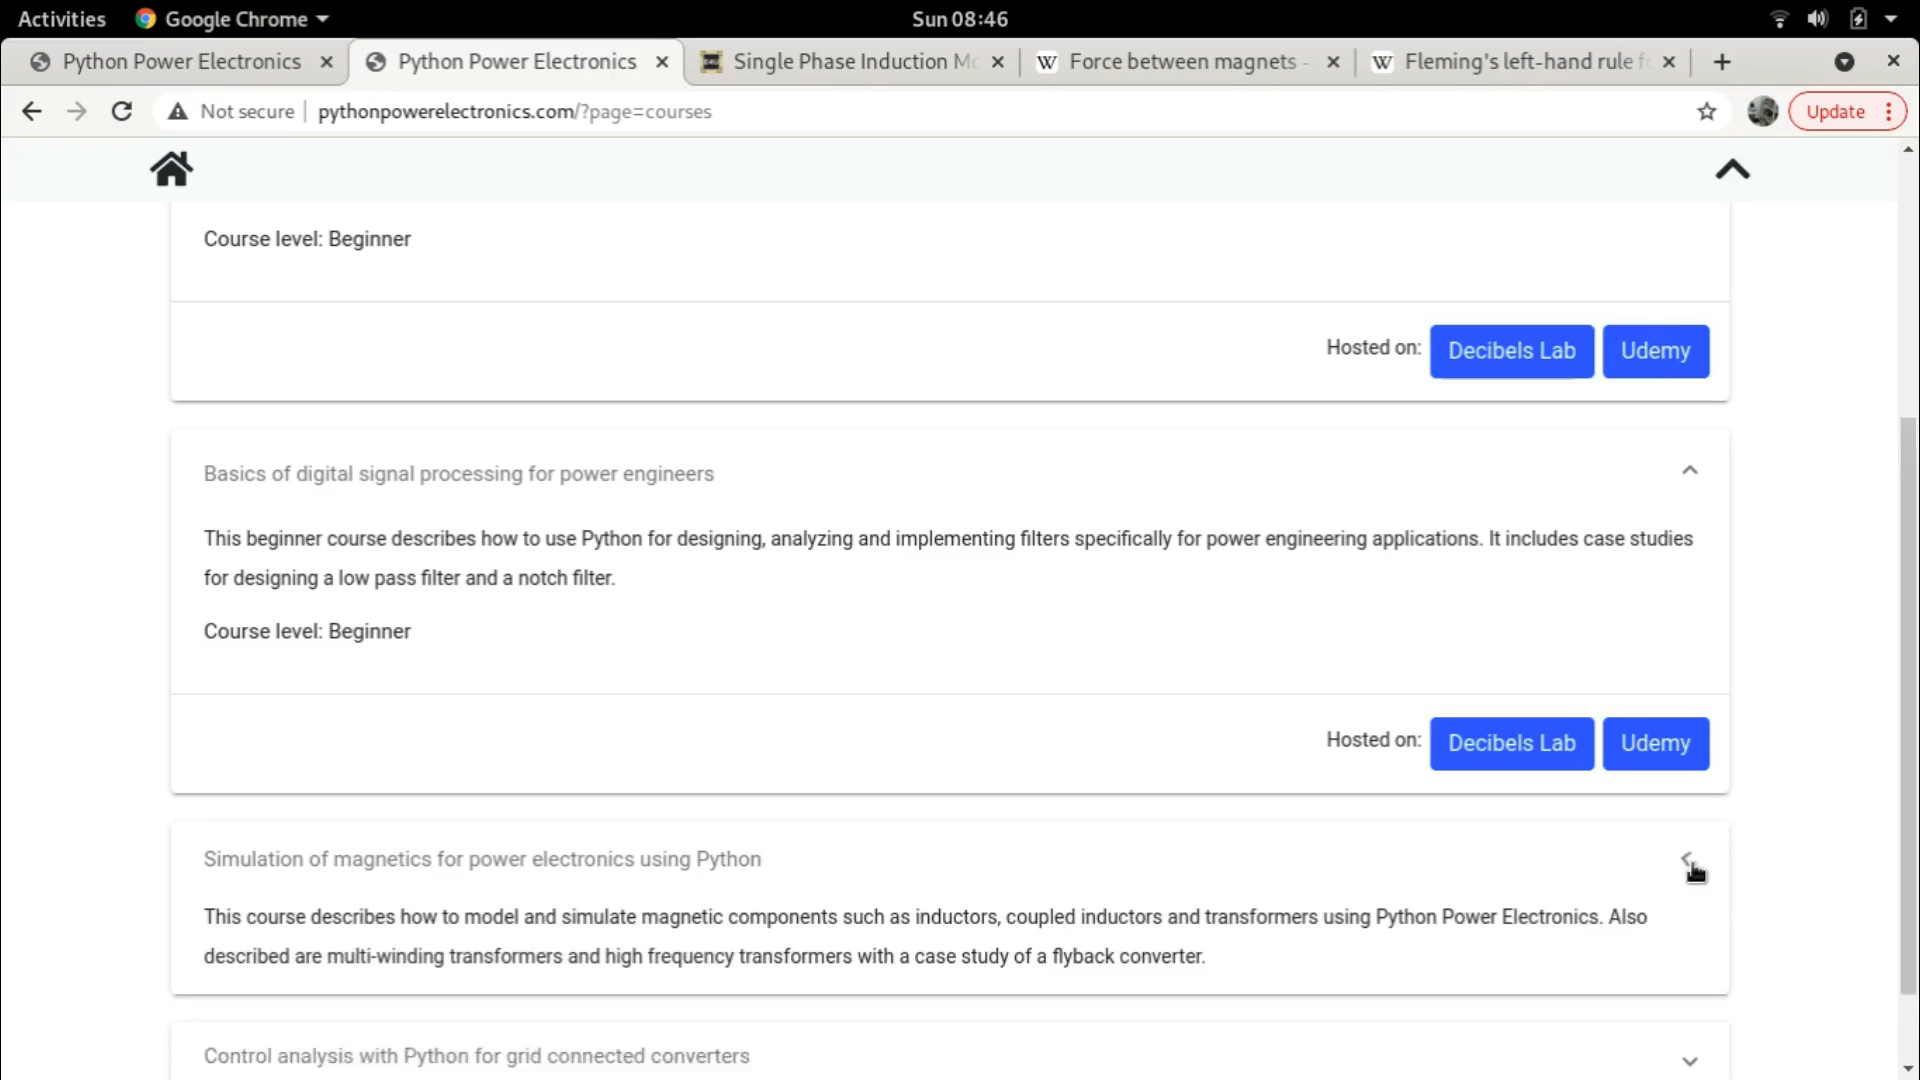 Activities
Google Chrome
Sun 08:46
Python Power Electronics
Python Power Electronics
Single Phase Induction Mo
Force between magnets -
Fleming's left-hand rule f
Not secure
pythonpowerelectronics.com/?page=courses
Update
Course level: Beginner
Hosted on: Decibels Lab Udemy
Basics of digital signal processing for power engineers
This beginner course describes how to use Python for designing, analyzing and implementing filters specifically for power engineering applications. It includes case studies
for designing a low pass filter and a notch filter.
Course level: Beginner
Hosted on: Decibels Lab Udemy
Simulation of magnetics for power electronics using Python
This course describes how to model and simulate magnetic components such as inductors, coupled inductors and transformers using Python Power Electronics. Also
described are multi-winding transformers and high frequency transformers with a case study of a flyback converter.
Control analysis with Python for grid connected converters